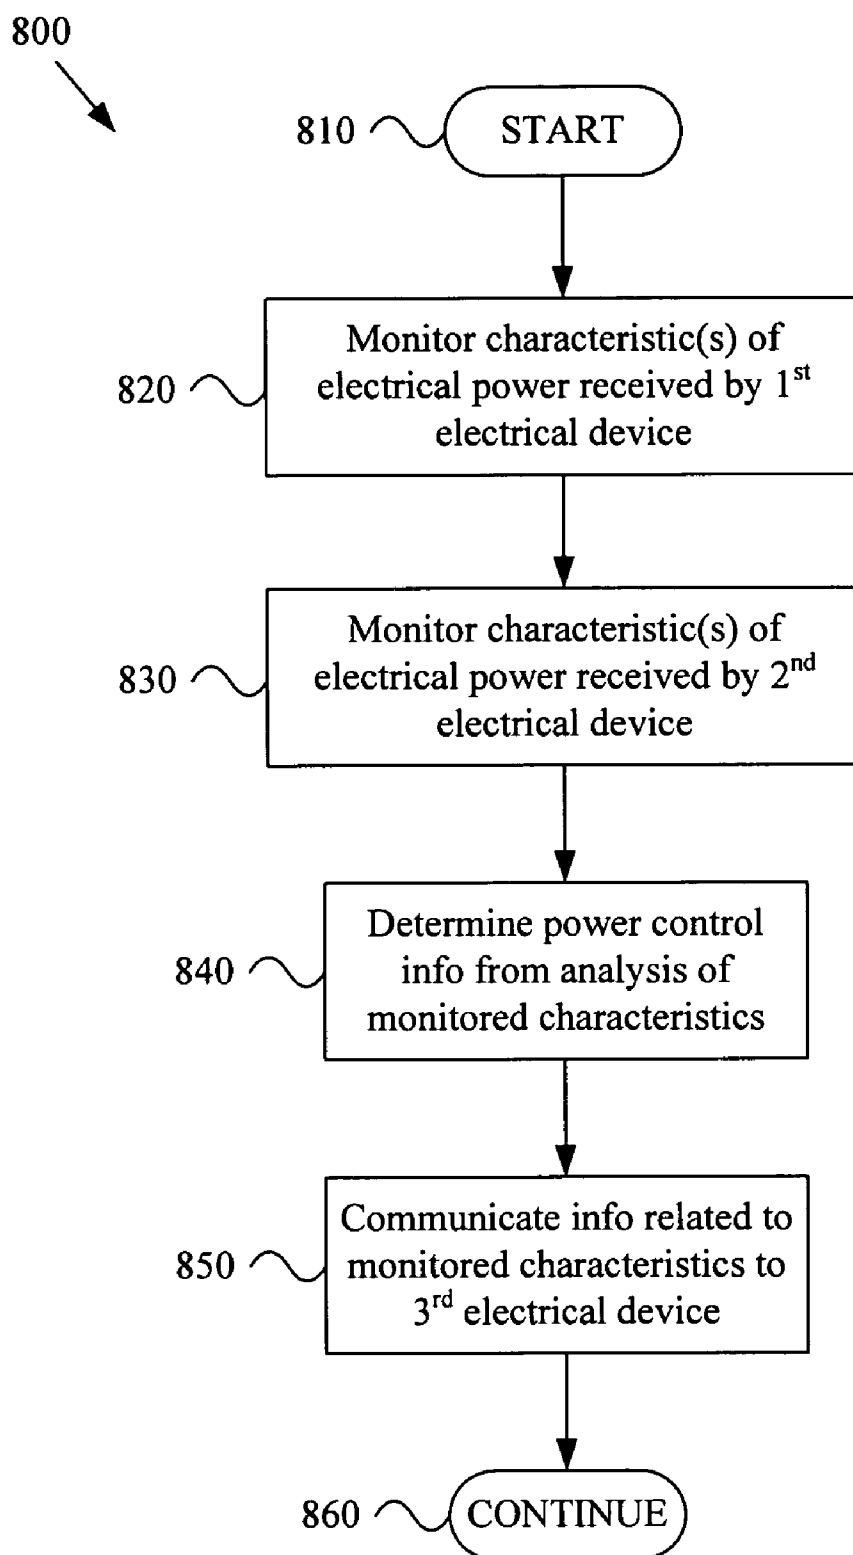 800
810
START
Monitor characteristic(s) of
electrical power received by 1st
electrical device
820
Monitor characteristic(s) of
electrical power received by 2nd
electrical device
830
Determine power control
info from analysis of
monitored characteristics
840
Communicate info related to
monitored characteristics to
3rd electrical device
850
860
CONTINUE